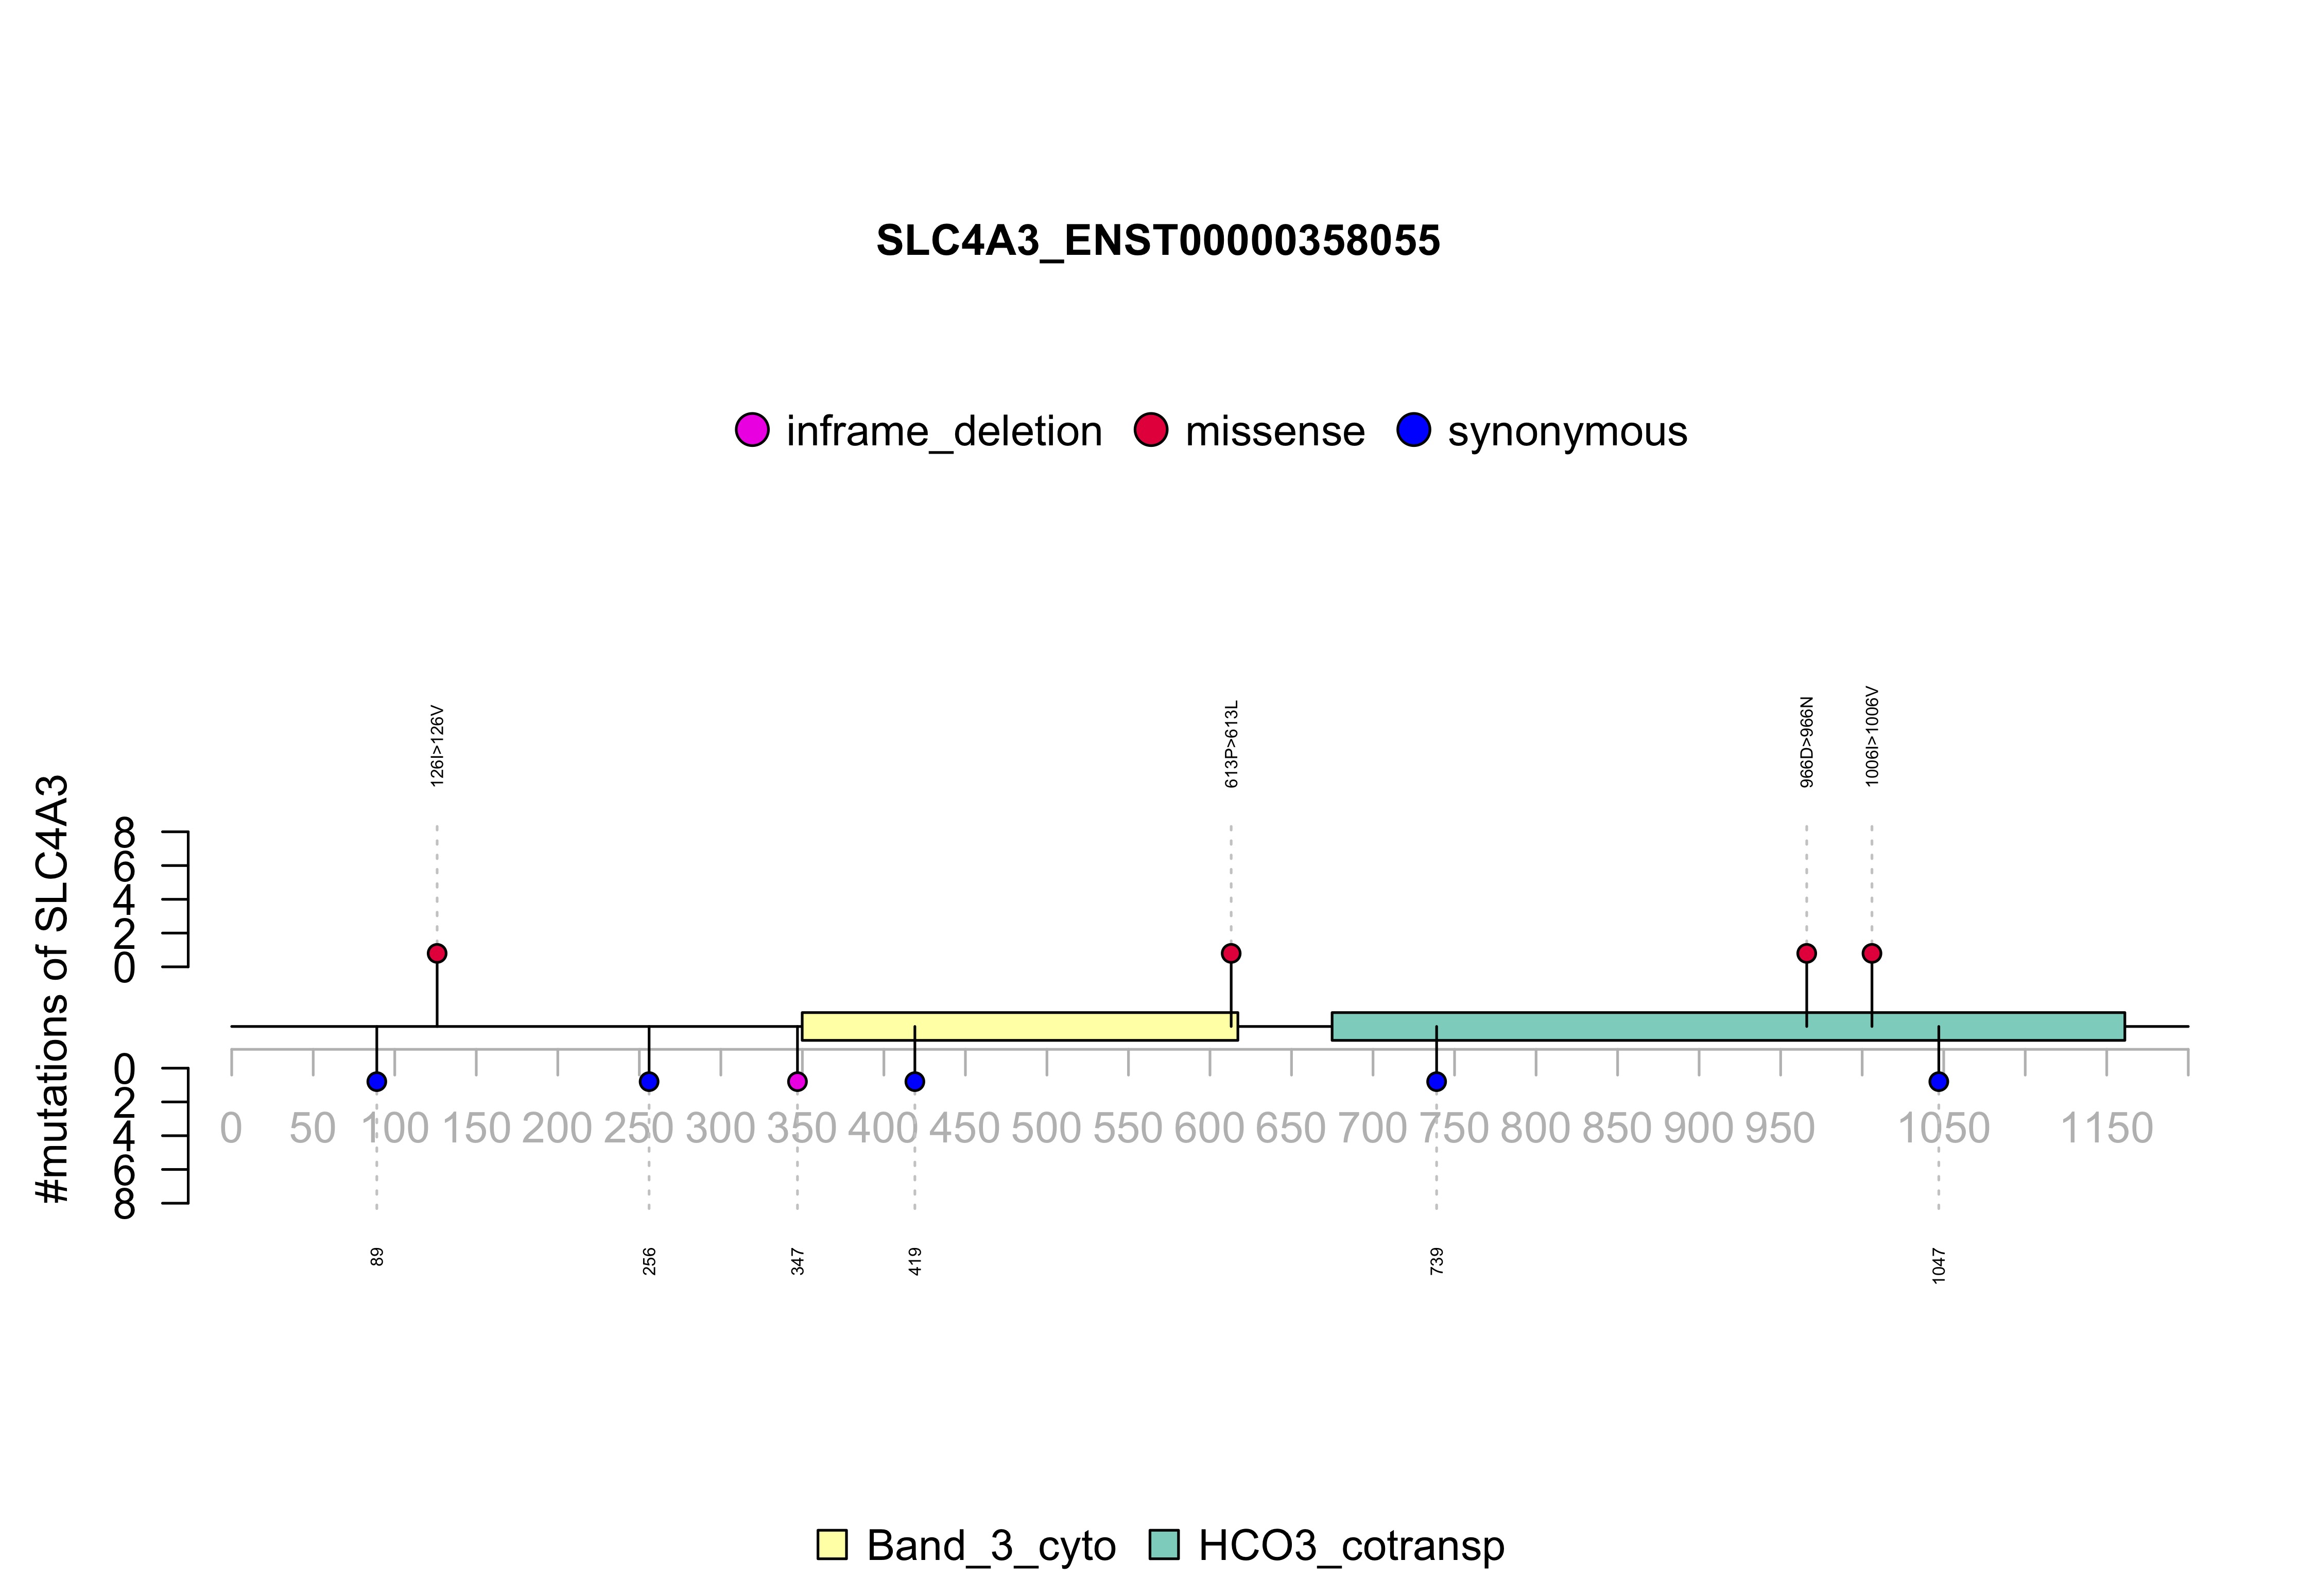 SLC4A3_ENST00000358055
inframe_deletion missense synonymous
126I>126V
613P>613L
966D>966N
1006I>1006V
#mutations of SLC4A3
8
6
4
2
0
0
2
4
6
8
0 50 100 150 200 250 300 350 400 450 500 550 600 650 700 750 800 850 900 950 1050 1150
89
256
347
419
739
1047
Band_3_cyto HCO3_cotransp